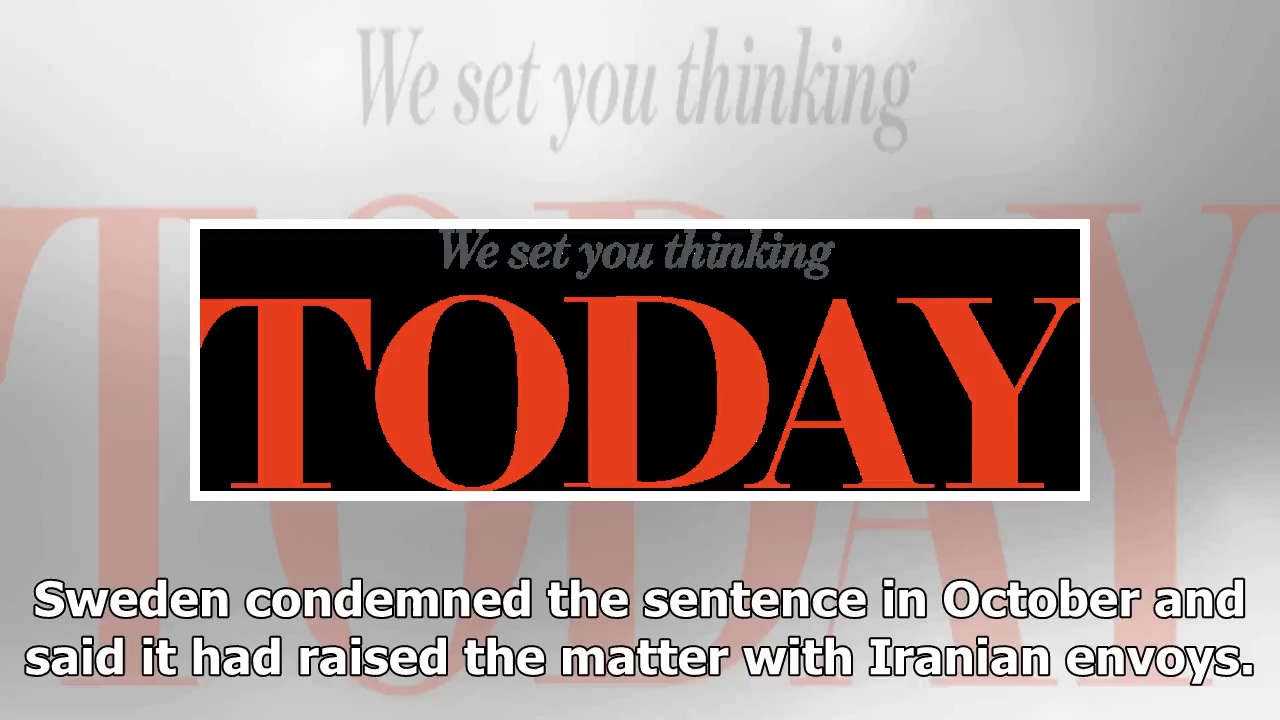 We set you thinking
We set you thinking
TODAY
Sweden condemned the sentence in October and
said it had raised the matter with Iranian envoys.